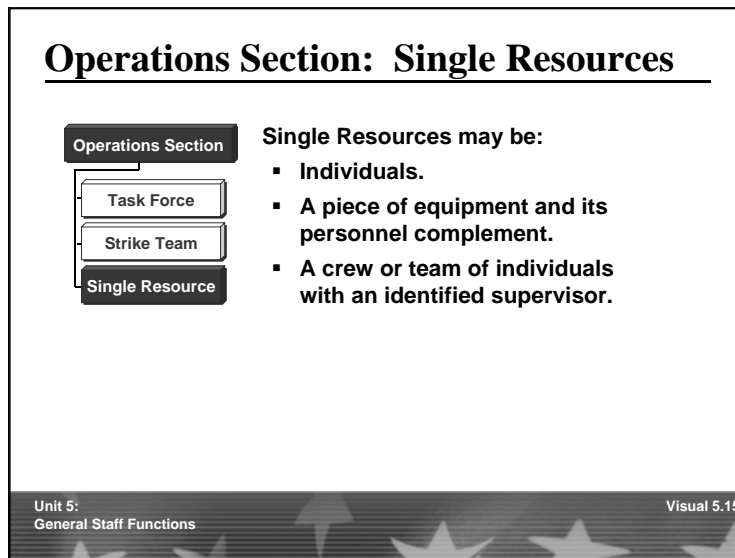 Operations Section: Single Resources
Operations Section
Task Force
Strike Team
Single Resource
Single Resources may be:
▪ Individuals.
▪ A piece of equipment and its
personnel complement.
▪ A crew or team of individuals
with an identified supervisor.
Unit 5:
General Staff Functions
Visual 5.15